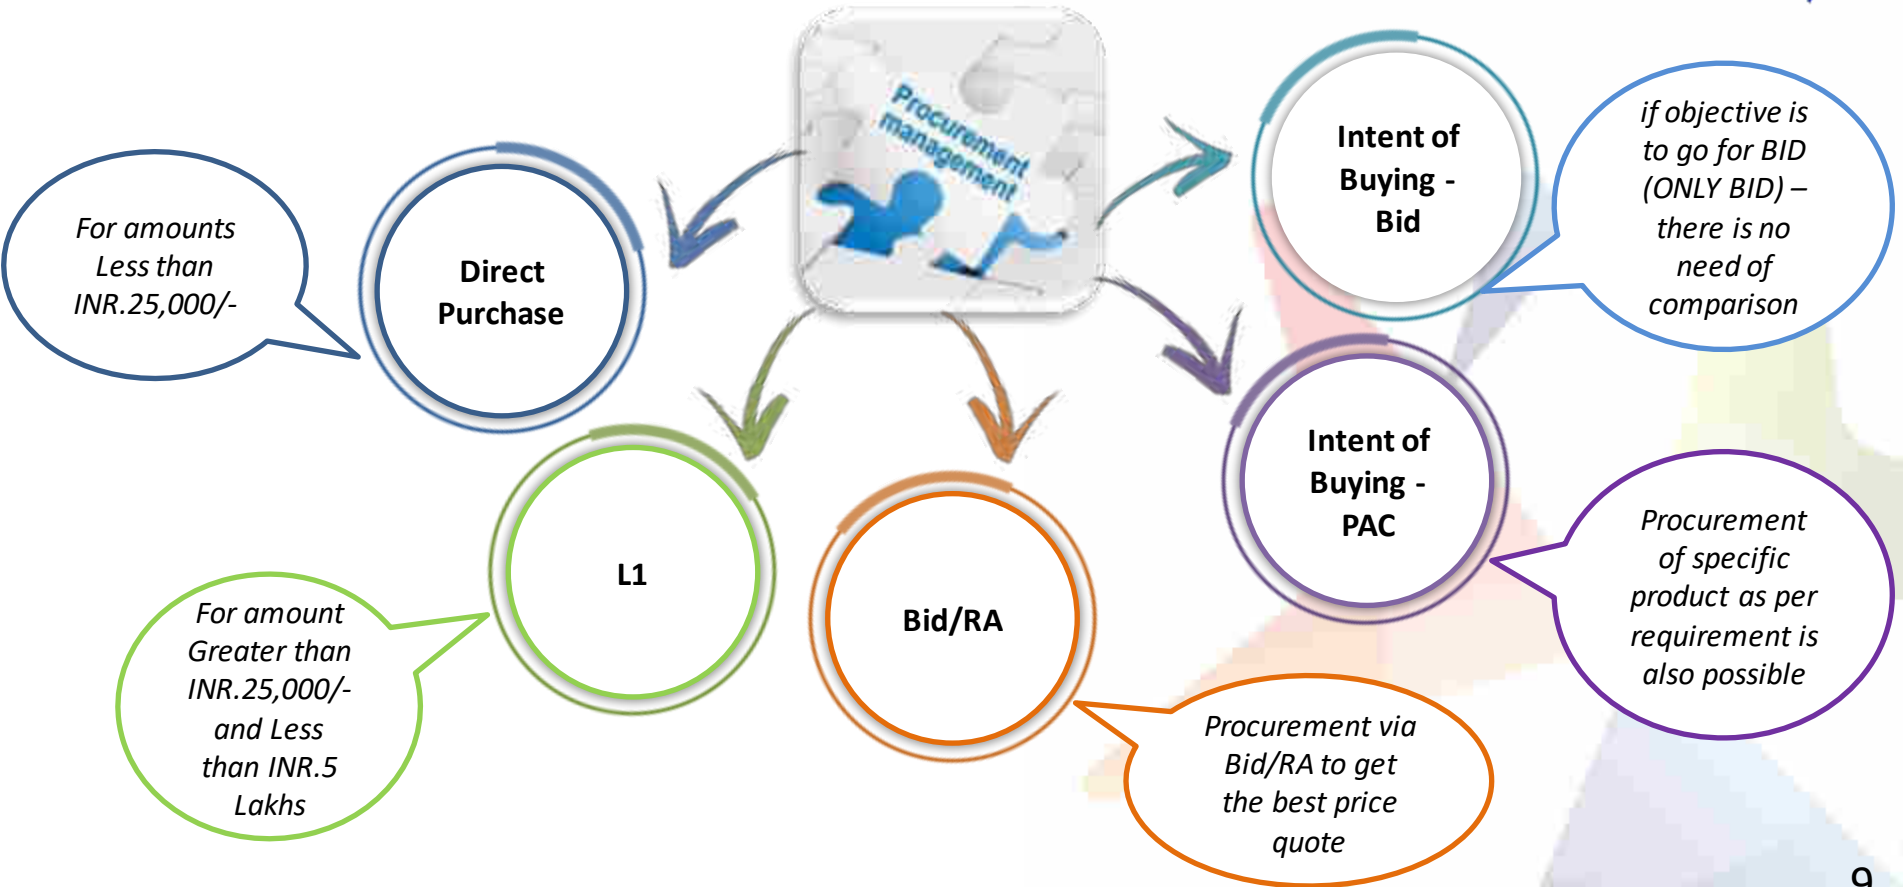 Procurement
management
For amounts
Less than
INR.25,000/-
Direct
Purchase
For amount
Greater than
INR.25,000/-
and Less
than INR.5
Lakhs
L1
Bid/RA
Procurement via
Bid/RA to get
the best price
quote
Intent of
Buying -
Bid
if objective is
to go for BID
(ONLY BID) –
there is no
need of
comparison
Intent of
Buying -
PAC
Procurement
of specific
product as per
requirement is
also possible
9